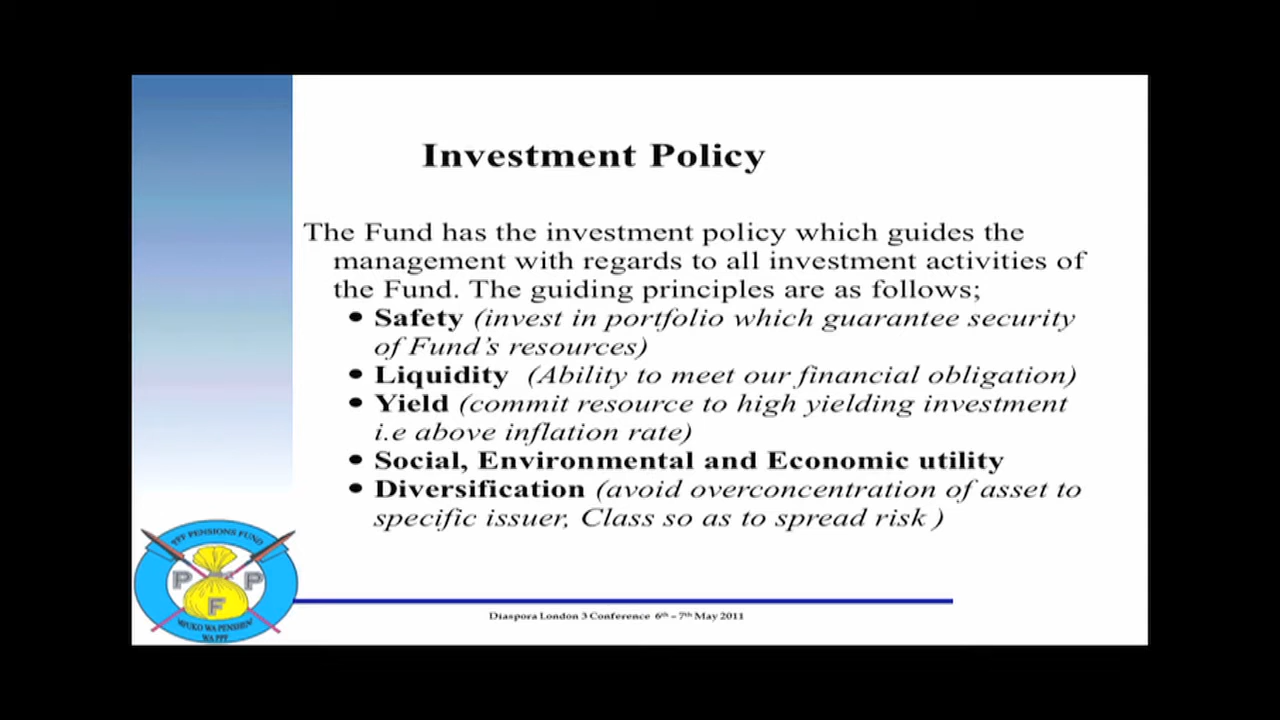 Investment Policy
The Fund has the investment policy which guides the
management with regards to all investment activities of
the Fund. The guiding principles are as follows;
• Safety (invest in portfolio which guarantee security
of Fund's resources)
• Liquidity (Ability to meet our financial obligation)
• Yield (commit resource to high yielding investment
i.e above inflation rate)
• Social, Environmental and Economic utility
• Diversification (avoid overconcentration of asset to
specific issuer, Class so as to spread risk )
PENSIONS FUND
P P
F
MFUKO WA PENSHENI
WA PPF
Diaspora London 3 Conference 6th – 7th May 2011